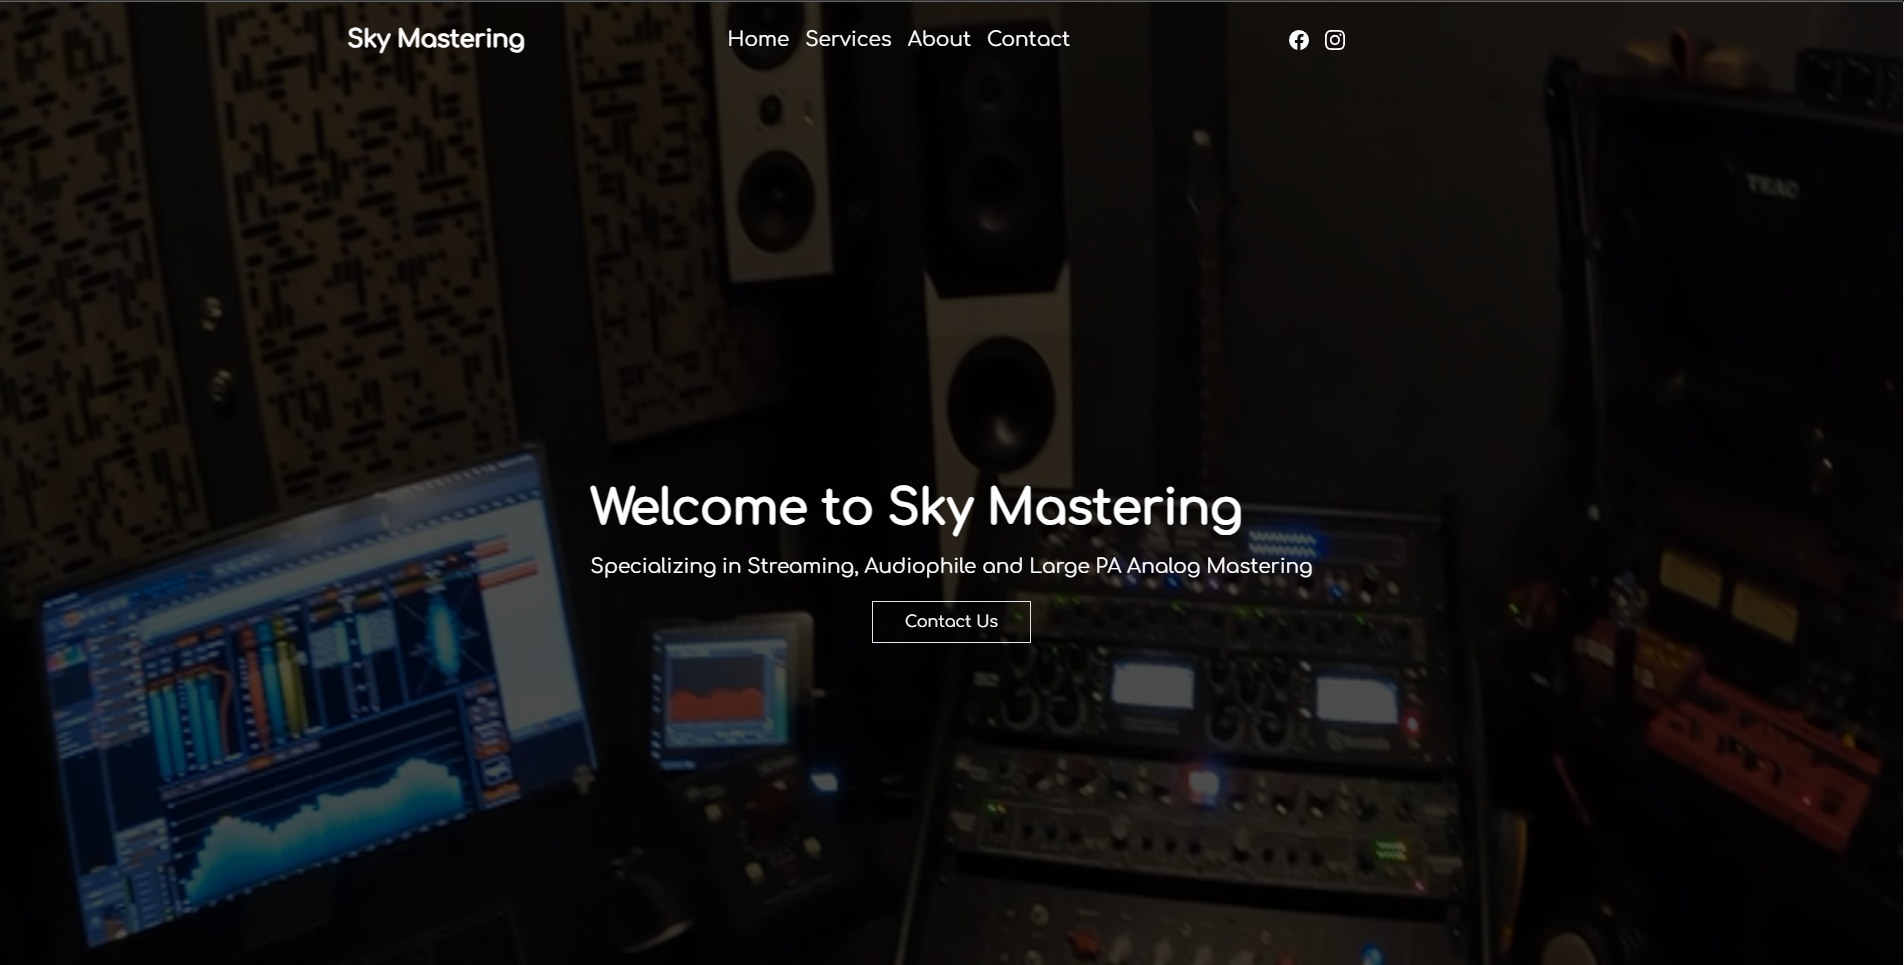 Sky Mastering
Home Services About Contact
TEAC
Welcome to Sky Mastering
Specializing in Streaming, Audiophile and Large PA Analog Mastering
Contact Us